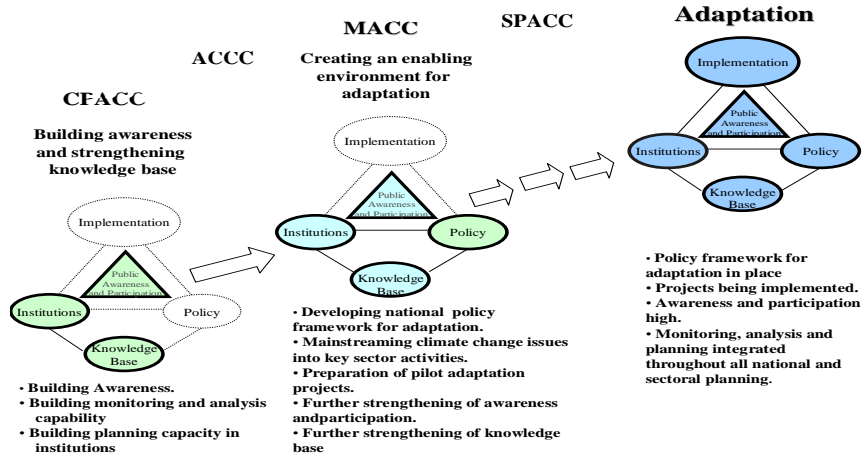 CFACC
Building awareness
and strengthening
knowledge base
Implementation
Public
Awareness
and Participation
Institutions
Policy
Knowledge
Base
• Building Awareness.
• Building monitoring and analysis
capability
• Building planning capacity in
institutions
ACCC
MACC
Creating an enabling
environment for
adaptation
Implementation
Public
Awareness
and Participation
Institutions
Policy
Knowledge
Base
• Developing national policy
framework for adaptation.
• Mainstreaming climate change issues
into key sector activities.
• Preparation of pilot adaptation
projects.
• Further strengthening of awareness
andparticipation.
• Further strengthening of knowledge
base
SPACC
Adaptation
Implementation
Public
Awareness
and Participation
Institutions
Policy
Knowledge
Base
• Policy framework for
adaptation in place
• Projects being implemented.
• Awareness and participation
high.
• Monitoring, analysis and
planning integrated
throughout all national and
sectoral planning.